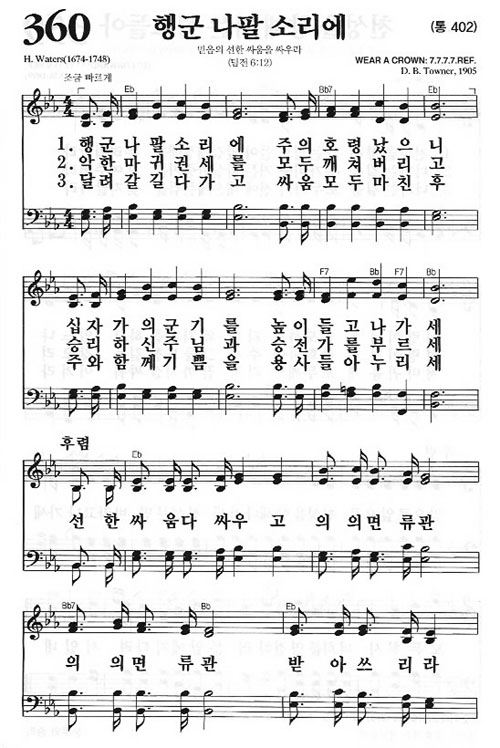 360 행군 나팔 소리에 (통 402)
믿음의 선한 싸움을 싸우라
H. Waters(1674-1748) (딤전 6:12) WEAR A CROWN: 7.7.7.7.REF.
D. B. Towner, 1905
조금 빠르게
Eb Bb7 Eb
1. 행군 나팔 소리에 주의 호령 났으니
2. 악한 마귀 권세를 모두 깨쳐 버리고
3. 달려갈 길 다가고 싸움 모두 마친 후
F7 Bb F7 Bb
십자가의 군기를 높이 들고 나가세
승리하신 주님과 승전가를 부르세
주와 함께 기쁨을 용사들아 누리세
후렴
Eb
선한 싸움 다 싸우고 의의 면류관
Bb7 Eb Eb
의의 면류관 받아 쓰리라